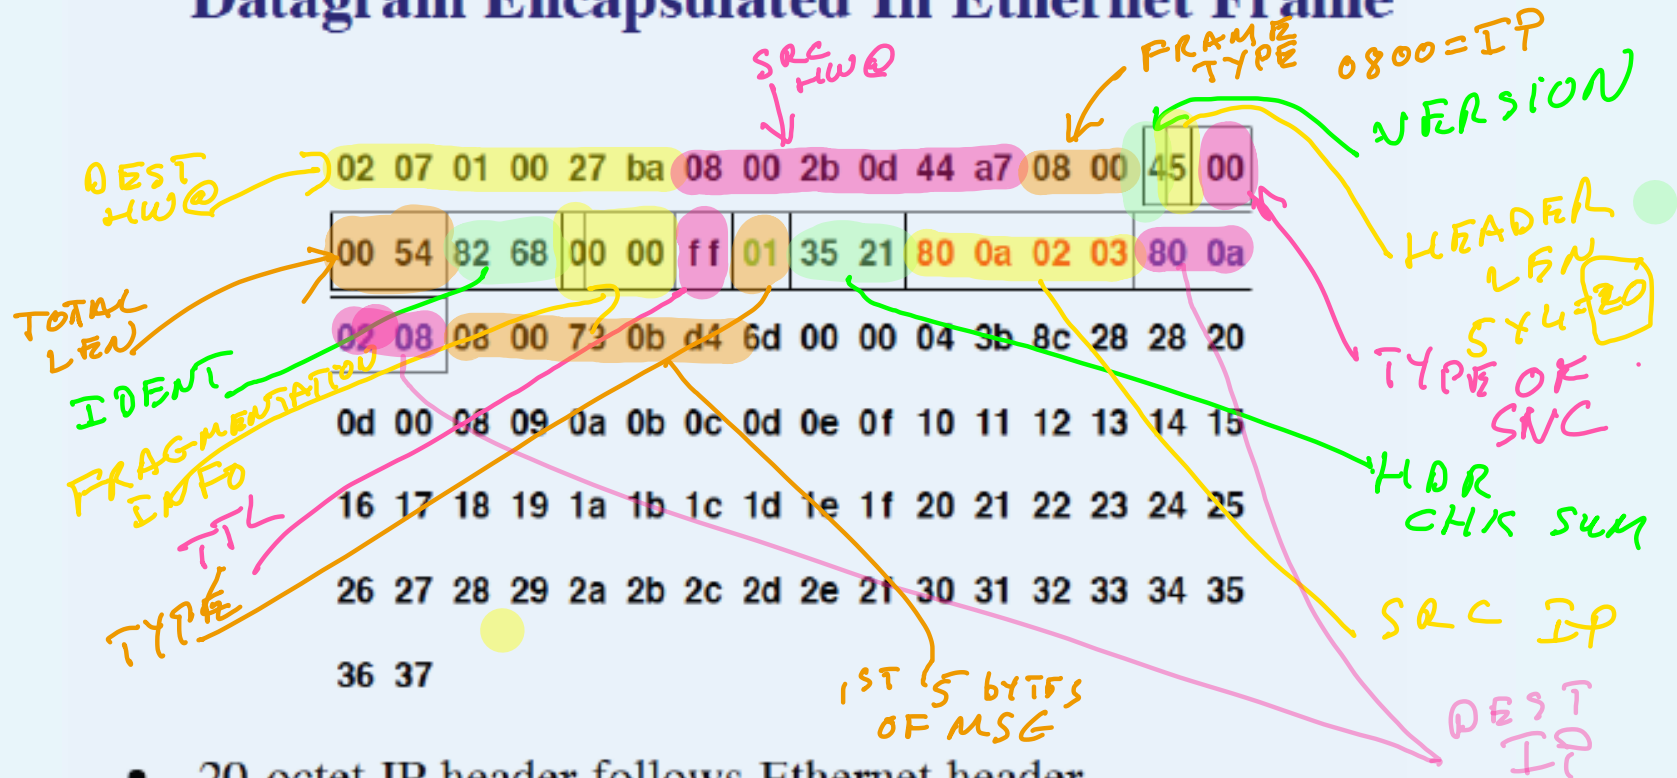 Datagram Encapsulated In Ethernet Frame
SRC
HW@
FRAME
TYPE
0800=IP
VERSION
DEST
HW@
02 07 01 00 27 ba 08 00 2b 0d 44 a7 08 00 45 00
00 54 82 68 00 00 ff 01 35 21 80 0a 02 03 80 0a
02 08 08 00 73 0b d4 6d 00 00 04 3b 8c 28 28 20
0d 00 08 09 0a 0b 0c 0d 0e 0f 10 11 12 13 14 15
16 17 18 19 1a 1b 1c 1d 1e 1f 20 21 22 23 24 25
26 27 28 29 2a 2b 2c 2d 2e 2f 30 31 32 33 34 35
36 37
HEADER
LEN
5x4=20
TOTAL
LEN
TYPE OF
SVC
IDENT
FRAGMENTATION
INFO
HDR
CHK SUM
TTL
TYPE
SRC IP
1ST 5 BYTES
OF MSG
DEST
IP
• 20-octet IP header follows Ethernet header